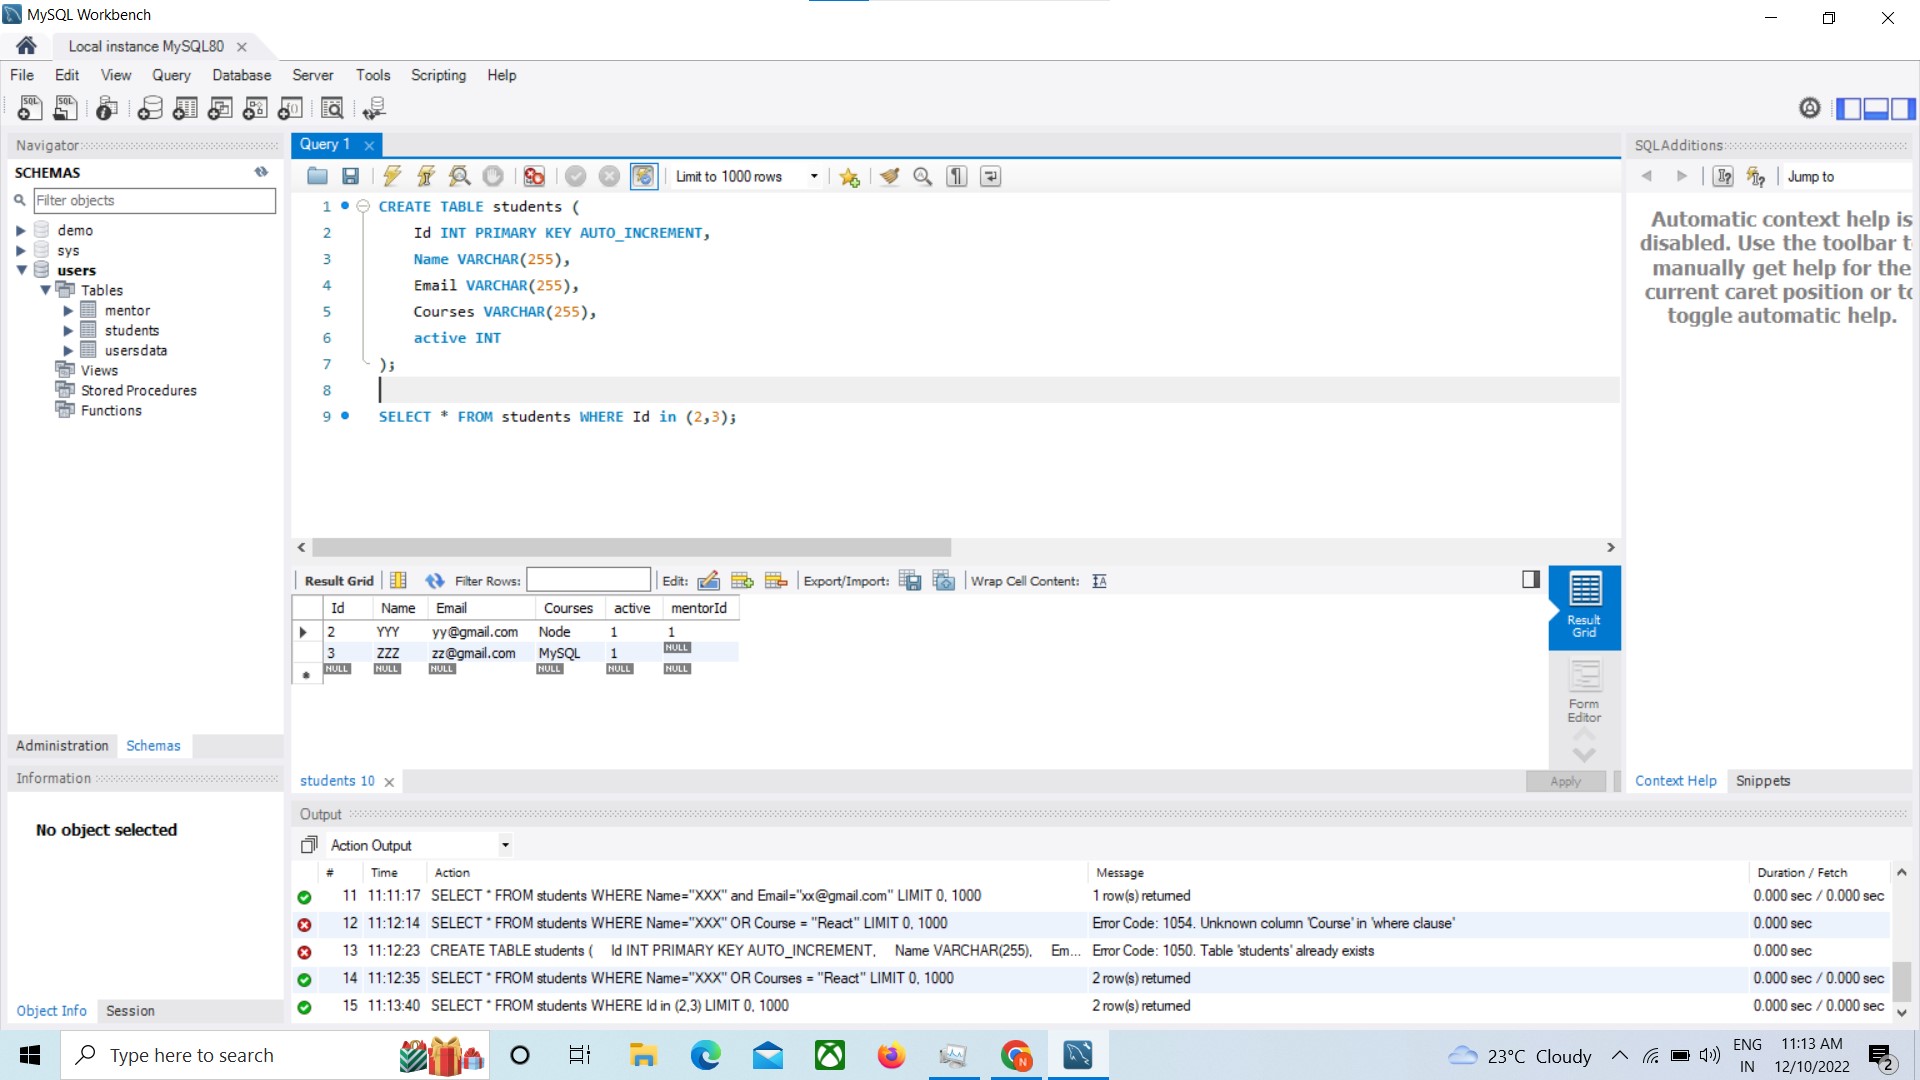 MySQL Workbench
Local instance MySQL80
File Edit View Query Database Server Tools Scripting Help
Navigator
SCHEMAS
Filter objects
demo
sys
users
Tables
mentor
students
usersdata
Views
Stored Procedures
Functions
Administration Schemas
Information
No object selected
Object Info Session
Query 1
Limit to 1000 rows
1 CREATE TABLE students (
2 Id INT PRIMARY KEY AUTO_INCREMENT,
3 Name VARCHAR(255),
4 Email VARCHAR(255),
5 Courses VARCHAR(255),
6 active INT
7 );
8
9 SELECT * FROM students WHERE Id in (2,3);
Result Grid Filter Rows: Edit: Export/Import: Wrap Cell Content:
Id Name Email Courses active mentorId
2 YYY yy@gmail.com Node 1 1
3 ZZZ zz@gmail.com MySQL 1 NULL
NULL NULL NULL NULL NULL NULL
Result
Grid
Form
Editor
students 10
Apply
SQLAdditions
Jump to
Automatic context help is
disabled. Use the toolbar t
manually get help for the
current caret position or to
toggle automatic help.
Context Help Snippets
Output
Action Output
# Time Action Message Duration / Fetch
11 11:11:17 SELECT * FROM students WHERE Name="XXX" and Email="xx@gmail.com" LIMIT 0, 1000 1 row(s) returned 0.000 sec / 0.000 sec
12 11:12:14 SELECT * FROM students WHERE Name="XXX" OR Course = "React" LIMIT 0, 1000 Error Code: 1054. Unknown column 'Course' in 'where clause' 0.000 sec
13 11:12:23 CREATE TABLE students ( Id INT PRIMARY KEY AUTO_INCREMENT, Name VARCHAR(255), Em... Error Code: 1050. Table 'students' already exists 0.000 sec
14 11:12:35 SELECT * FROM students WHERE Name="XXX" OR Courses = "React" LIMIT 0, 1000 2 row(s) returned 0.000 sec / 0.000 sec
15 11:13:40 SELECT * FROM students WHERE Id in (2,3) LIMIT 0, 1000 2 row(s) returned 0.000 sec / 0.000 sec
Type here to search
23°C Cloudy
ENG
IN
11:13 AM
12/10/2022
2